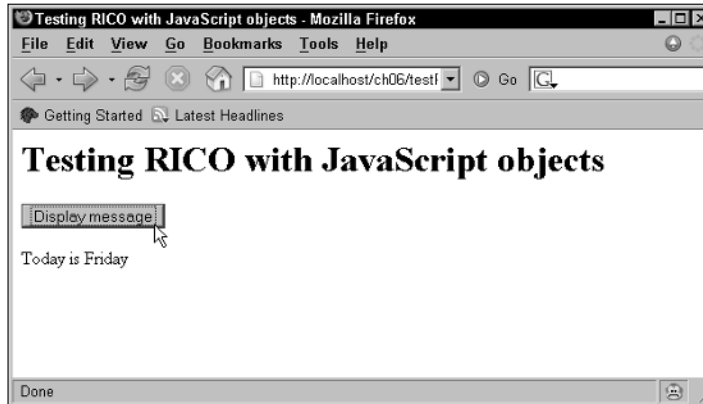 Testing RICO with JavaScript objects - Mozilla Firefox
File Edit View Go Bookmarks Tools Help
http://localhost/ch06/test Go G
Getting Started Latest Headlines
Testing RICO with JavaScript objects
Display message
Today is Friday
Done